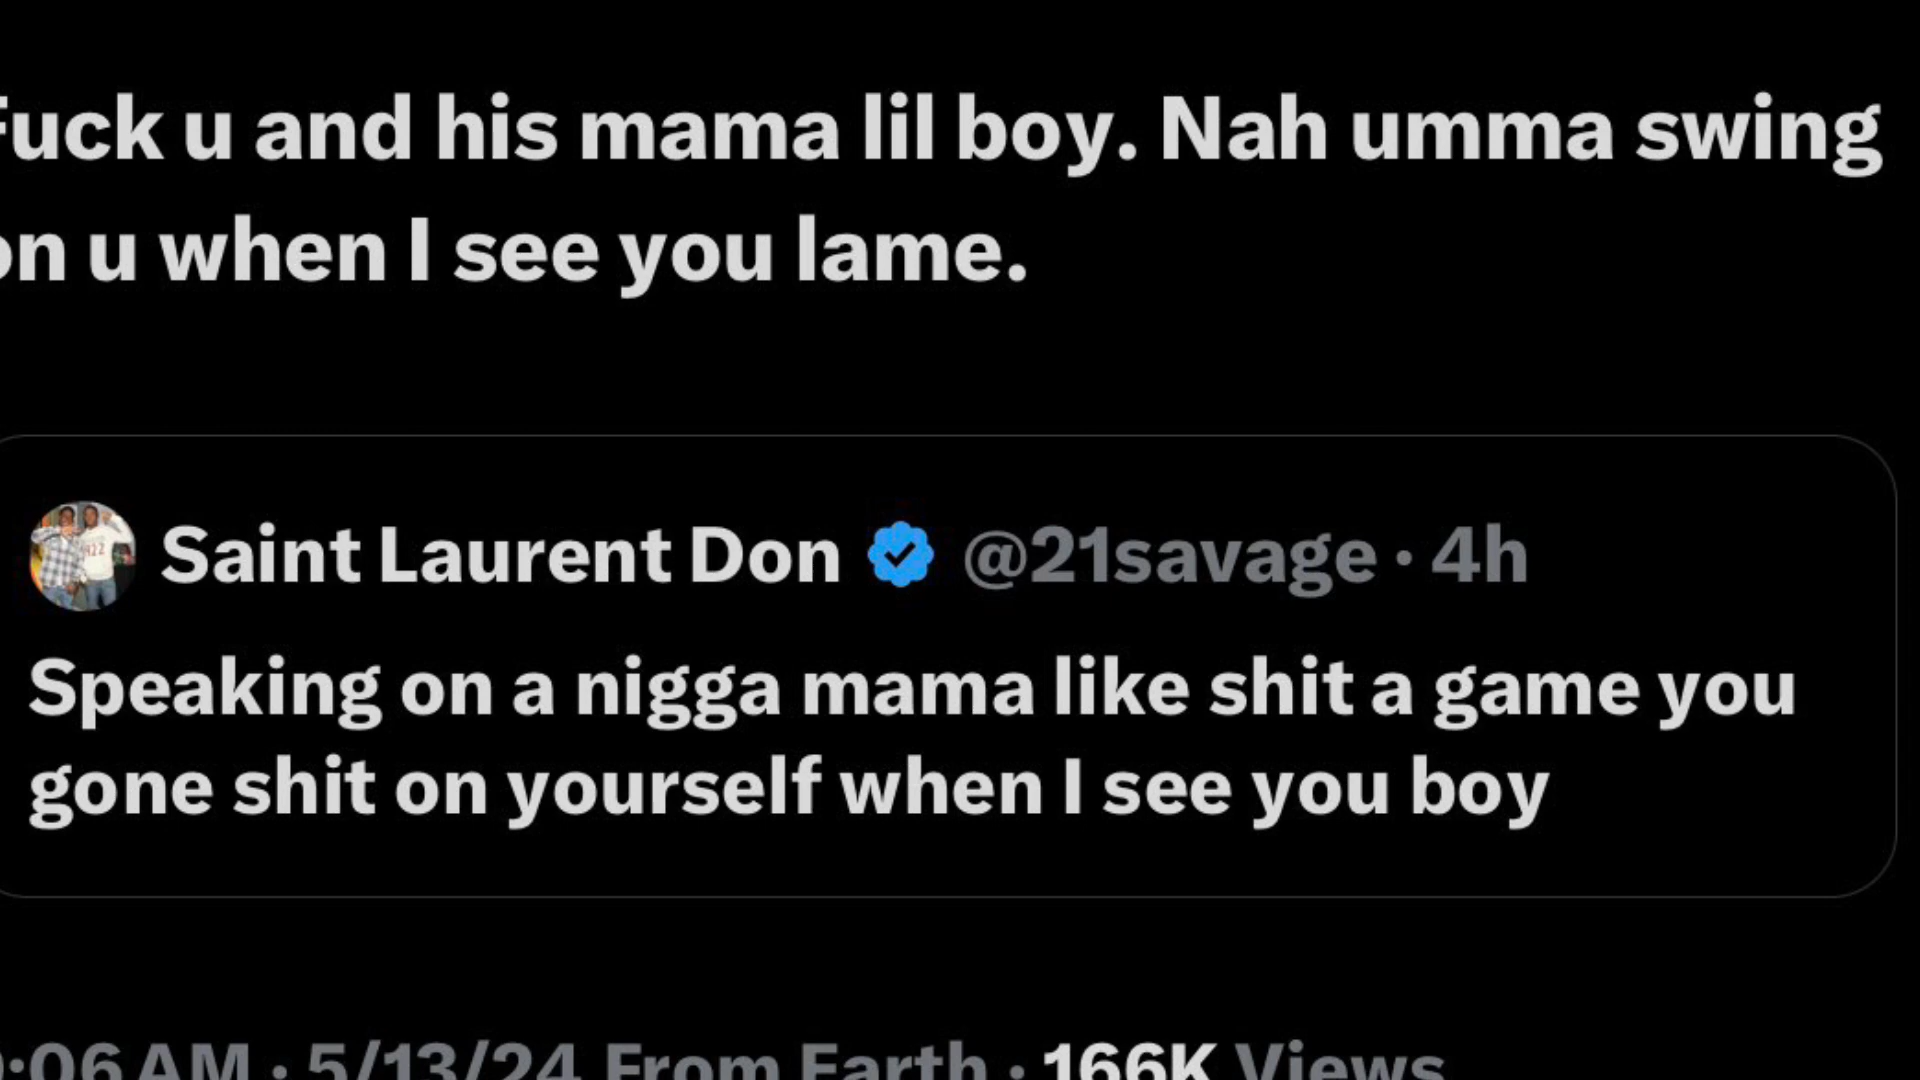 Fuck u and his mama lil boy. Nah umma swing
on u when I see you lame.
Saint Laurent Don @21savage · 4h
Speaking on a nigga mama like shit a game you
gone shit on yourself when I see you boy
:06 AM · 5/13/24 From Earth · 166K Views